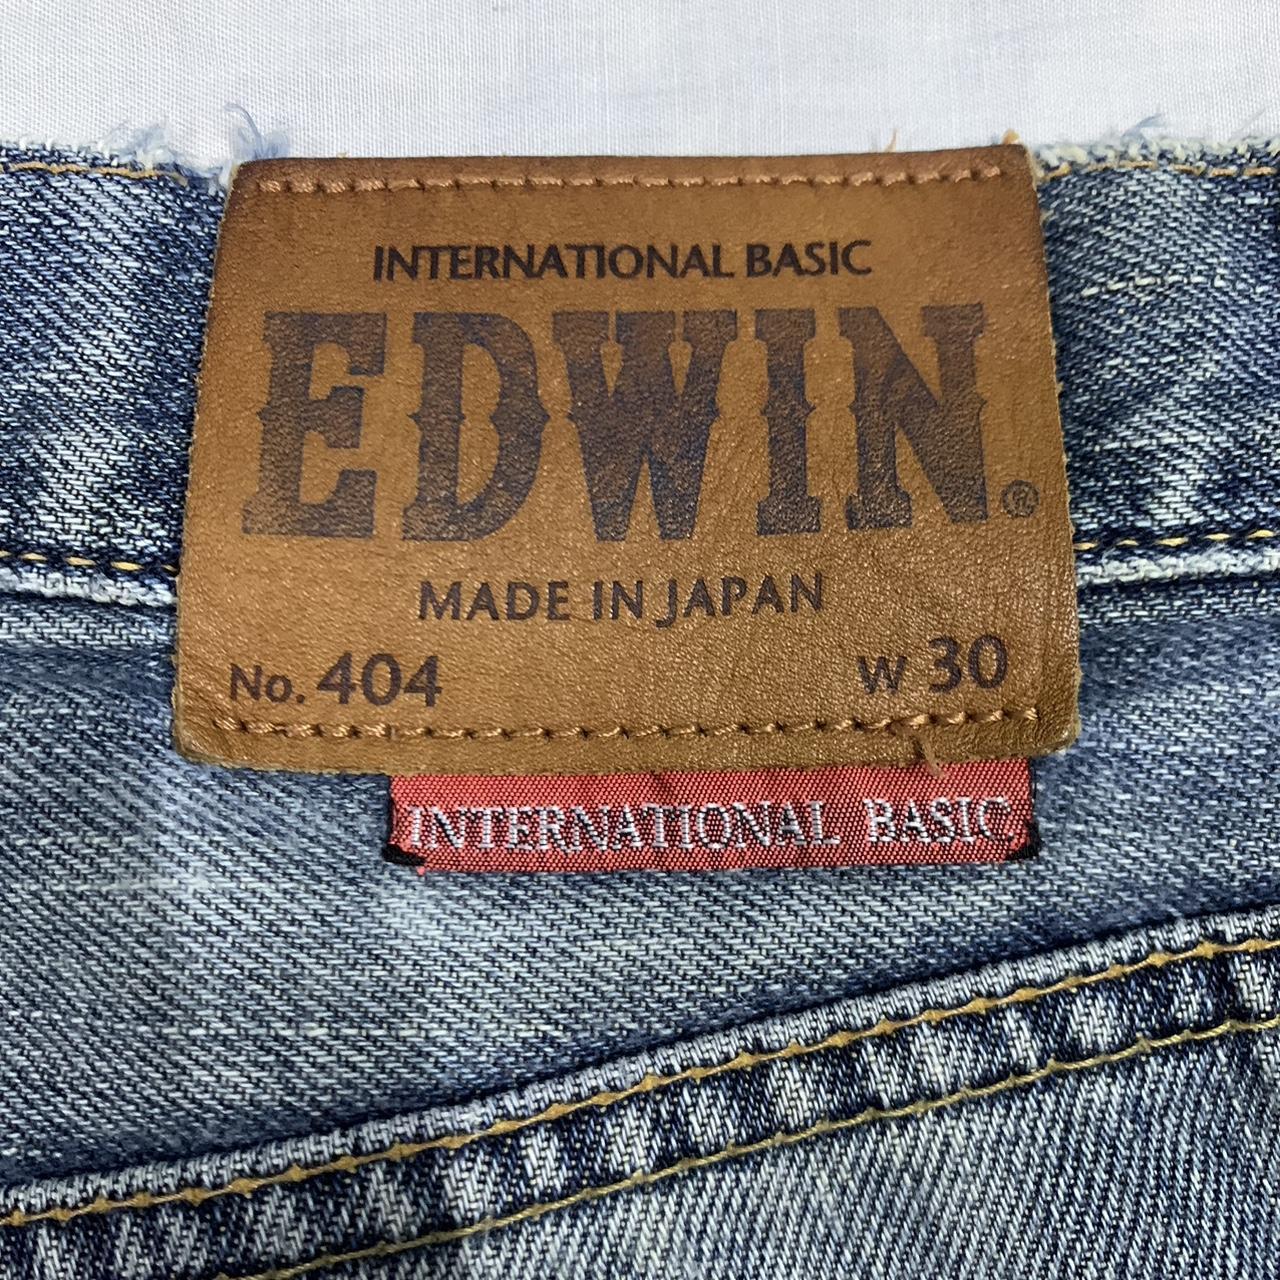 INTERNATIONAL BASIC
EDWIN®
MADE IN JAPAN
No. 404 W 30
INTERNATIONAL BASIC